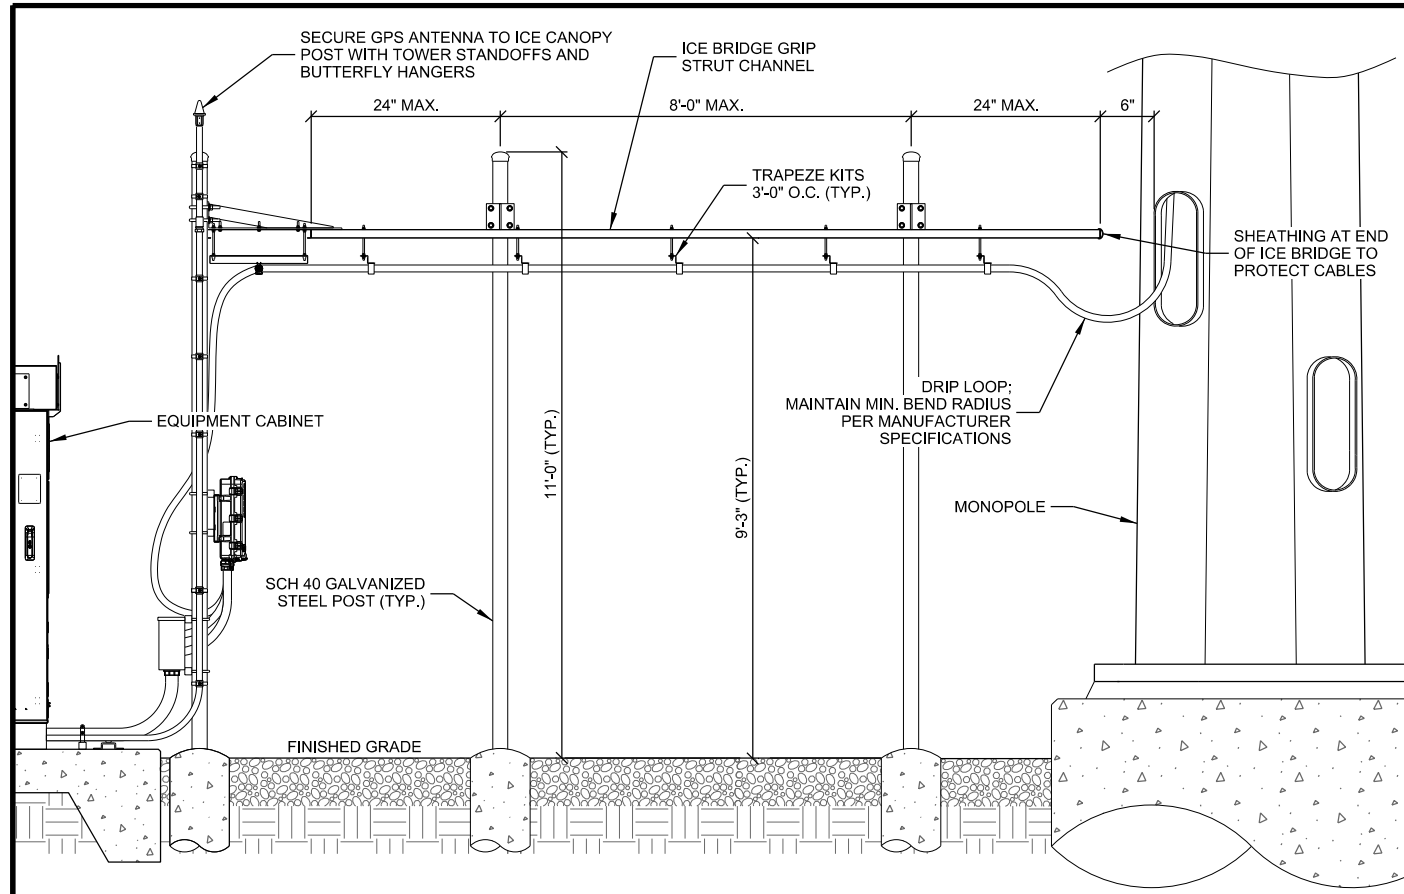 SECURE GPS ANTENNA TO ICE CANOPY
POST WITH TOWER STANDOFFS AND
BUTTERFLY HANGERS
ICE BRIDGE GRIP
STRUT CHANNEL
24" MAX.
8'-0" MAX.
24" MAX.
6"
TRAPEZE KITS
3'-0" O.C. (TYP.)
SHEATHING AT END
OF ICE BRIDGE TO
PROTECT CABLES
DRIP LOOP;
MAINTAIN MIN. BEND RADIUS
PER MANUFACTURER
SPECIFICATIONS
EQUIPMENT CABINET
11'-0" (TYP.)
9'-3" (TYP.)
MONOPOLE
SCH 40 GALVANIZED
STEEL POST (TYP.)
FINISHED GRADE